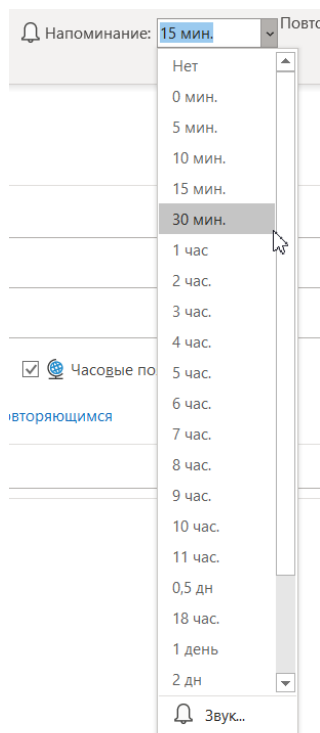 Напоминание: 15 мин.
Нет
0 мин.
5 мин.
10 мин.
15 мин.
30 мин.
1 час
2 час.
3 час.
4 час.
Часовые по
5 час.
6 час.
овторяющимся
7 час.
8 час.
9 час.
10 час.
11 час.
0,5 дн
18 час.
1 день
2 дн
Звук...